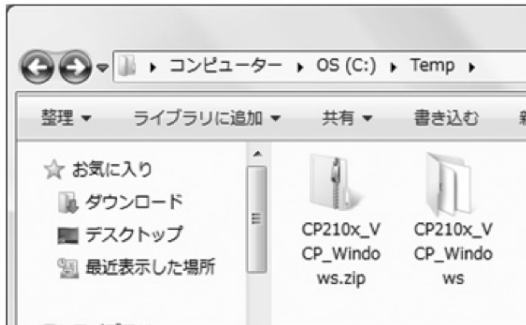 コンピューター ▸ OS (C:) ▸ Temp ▸
整理 ▼ ライブラリに追加 ▼ 共有 ▼ 書き込む
お気に入り
ダウンロード
デスクトップ
最近表示した場所
CP210x_V
CP_Windo
ws.zip
CP210x_V
CP_Windo
ws